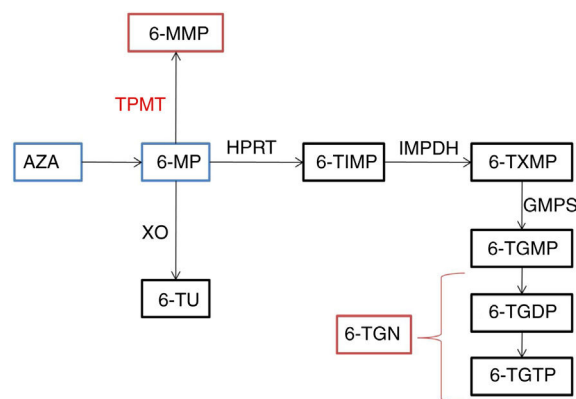 6-MMP
TPMT
AZA
6-MP
HPRT
6-TIMP
IMPDH
6-TXMP
GMPS
XO
6-TU
6-TGMP
6-TGN
6-TGDP
6-TGTP